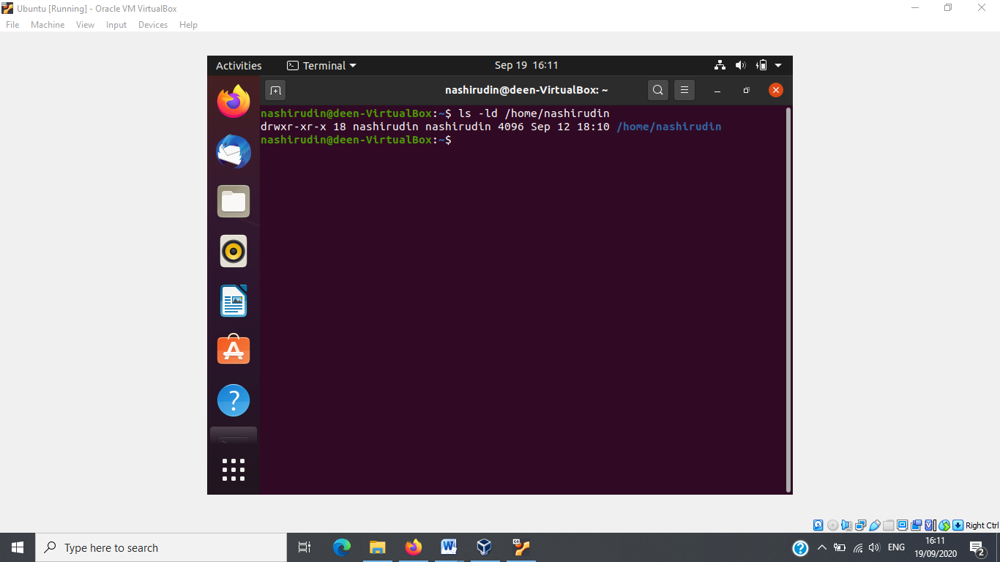 Ubuntu [Running] - Oracle VM VirtualBox
File Machine View Input Devices Help
Activities Terminal Sep 19 16:11
nashirudin@deen-VirtualBox: ~
nashirudin@deen-VirtualBox:~$ ls -ld /home/nashirudin
drwxr-xr-x 18 nashirudin nashirudin 4096 Sep 12 18:10 /home/nashirudin
nashirudin@deen-VirtualBox:~$
Right Ctrl
Type here to search
ENG
16:11
19/09/2020
2